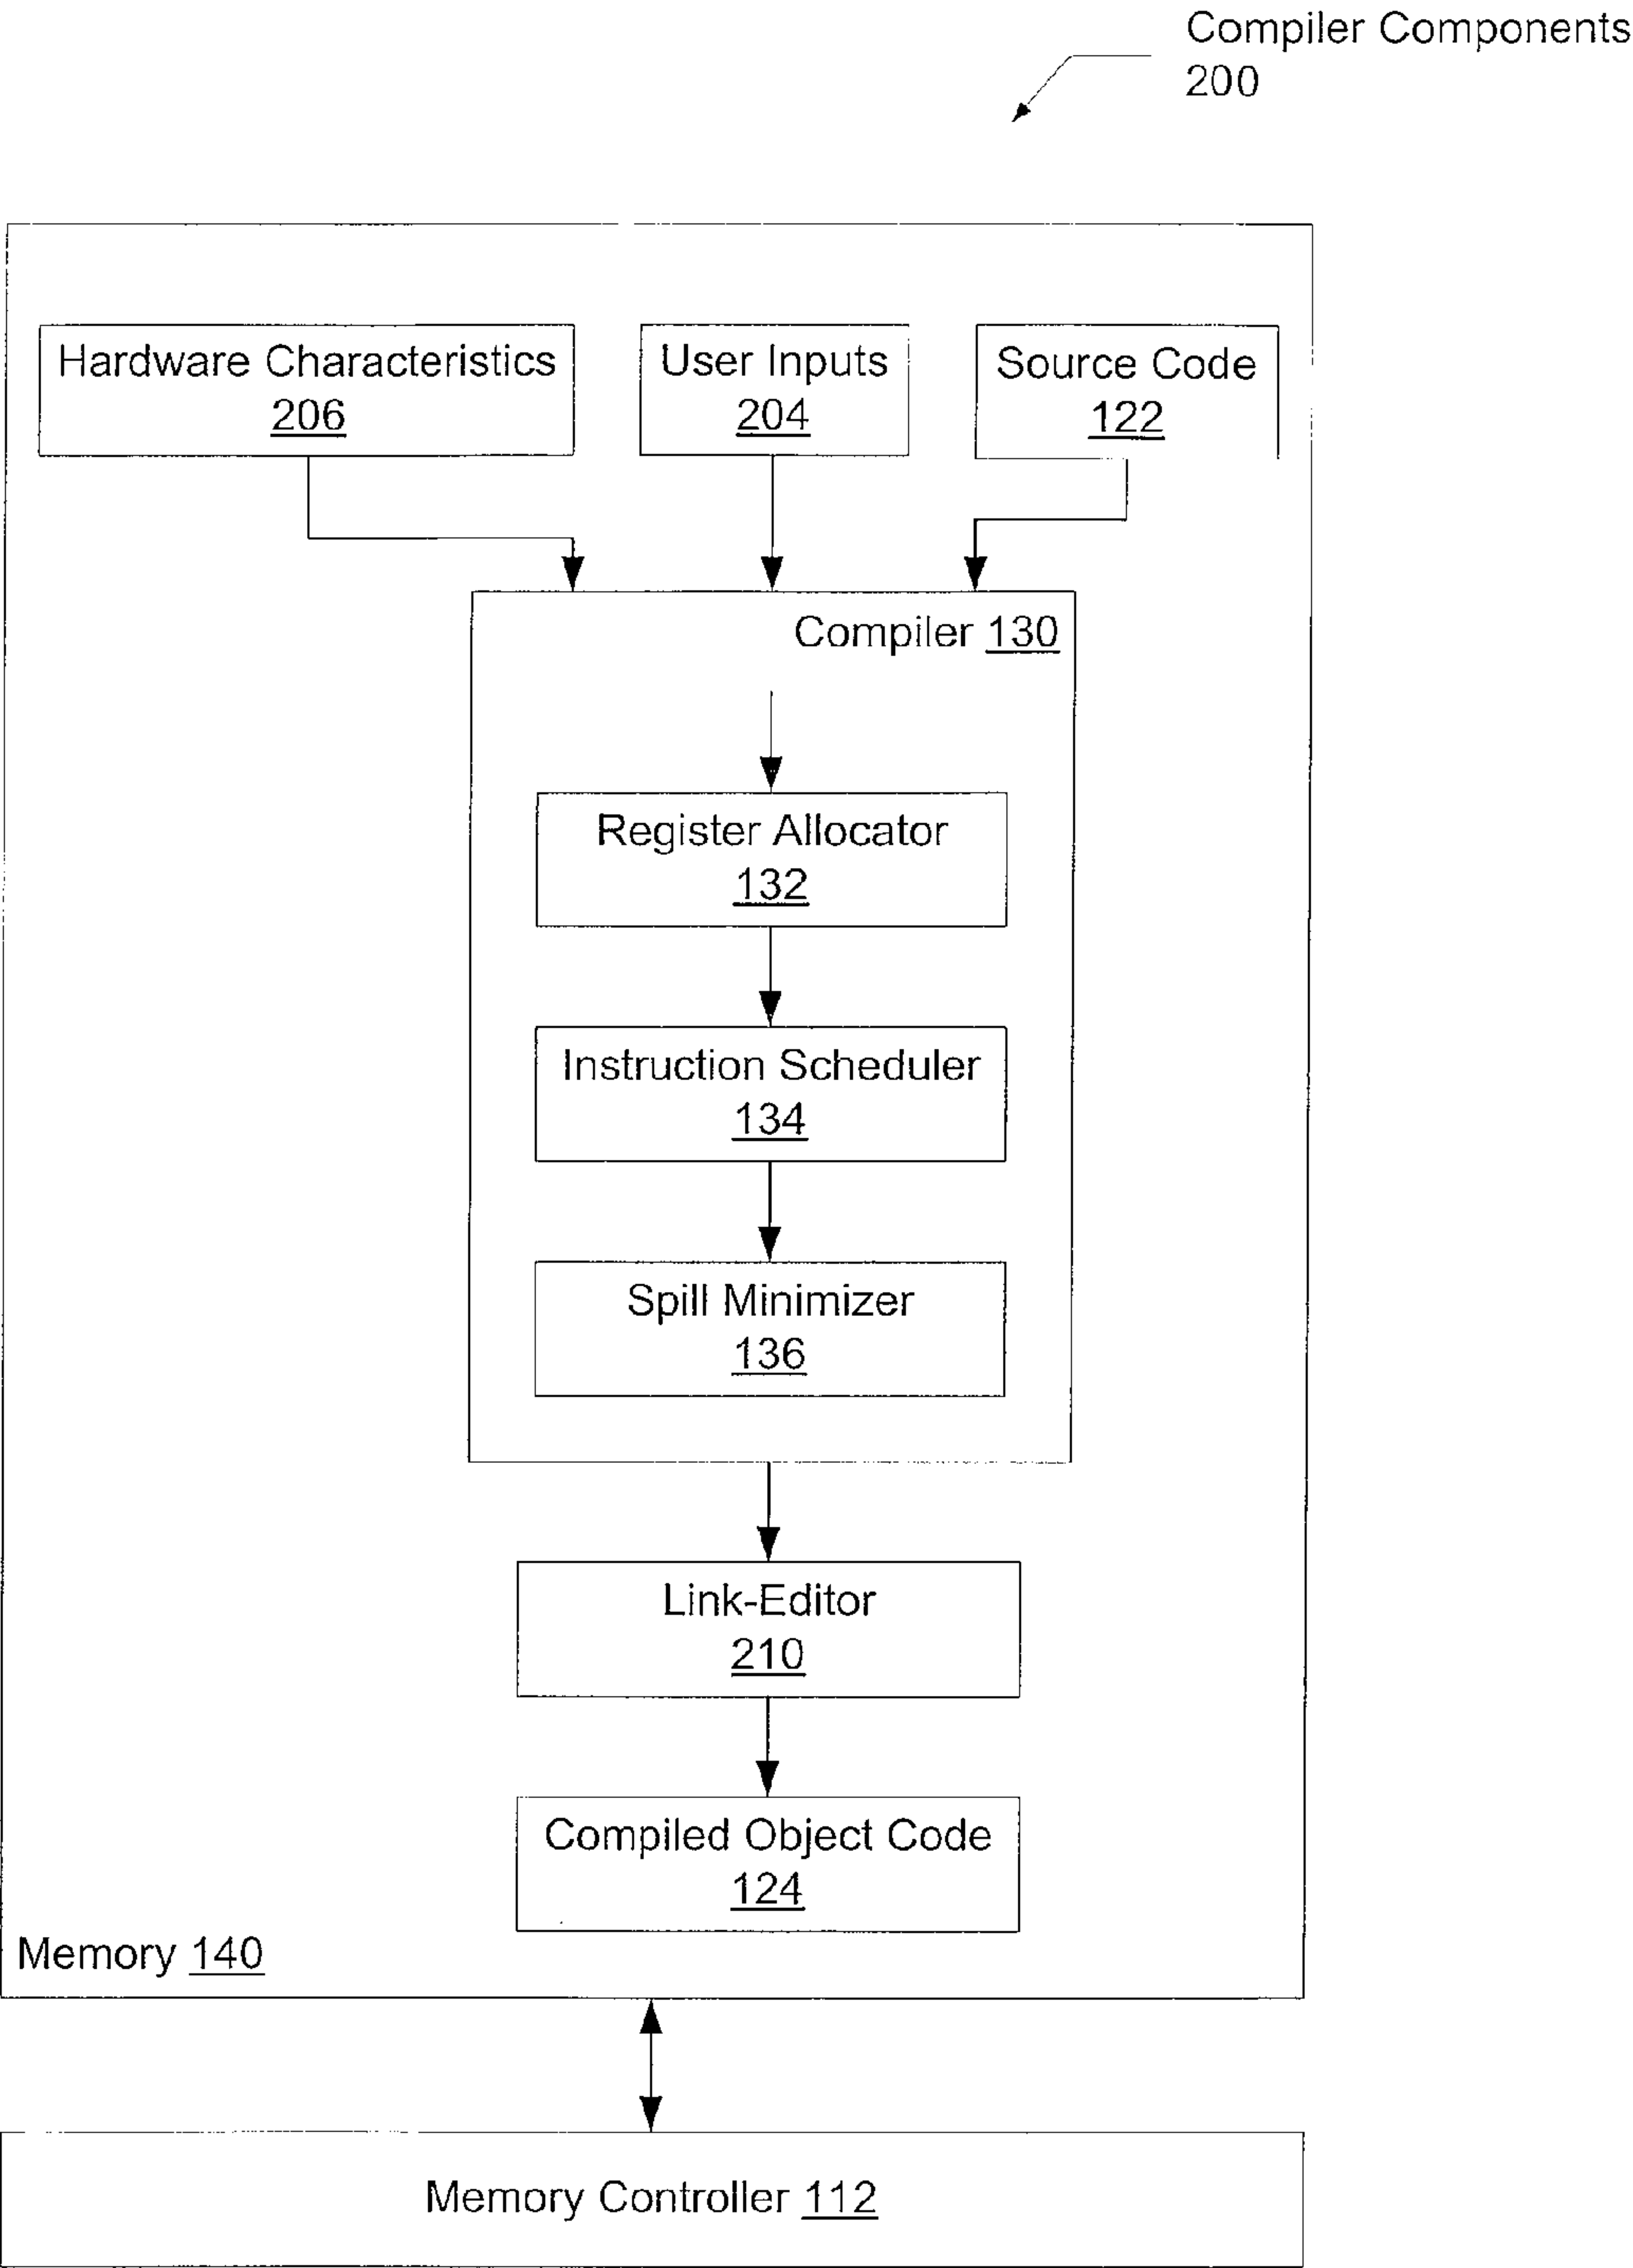 Compiler Components
200
Hardware Characteristics
206
User Inputs
204
Source Code
122
Compiler 130
Register Allocator
132
Instruction Scheduler
134
Spill Minimizer
136
Link-Editor
210
Compiled Object Code
124
Memory 140
Memory Controller 112